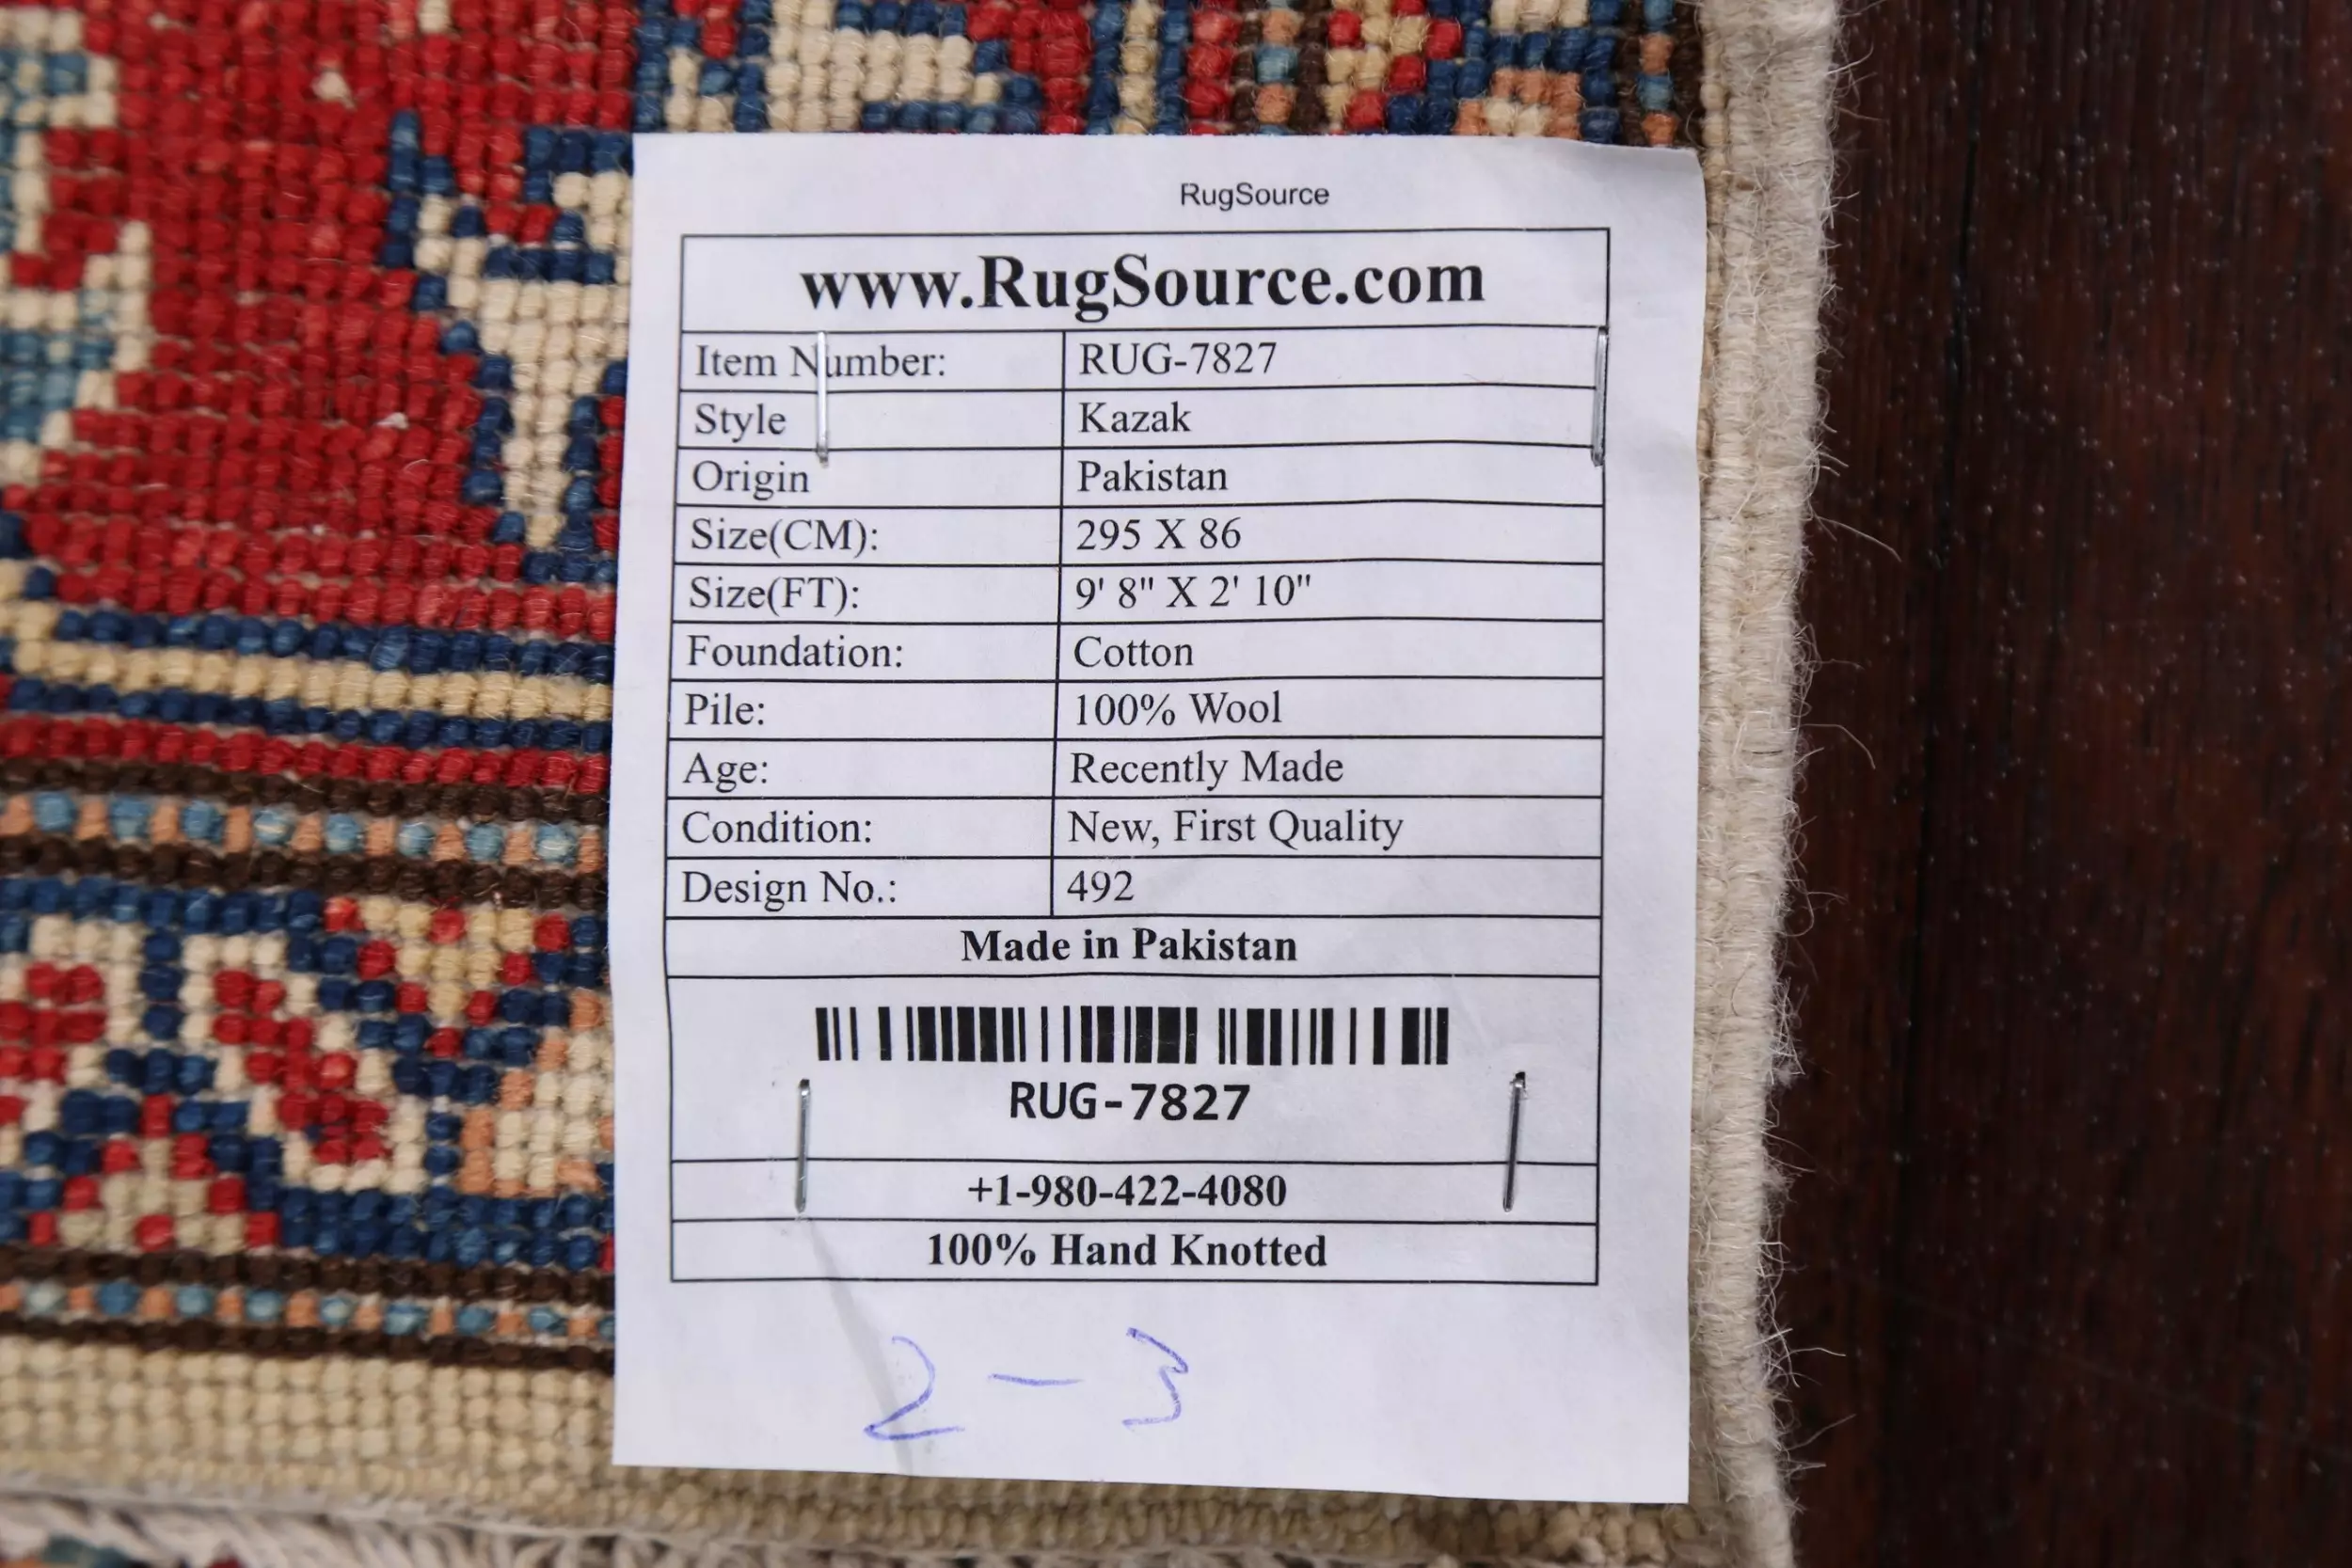 RugSource
www.RugSource.com
Item Number: RUG-7827
Style Kazak
Origin Pakistan
Size(CM): 295 X 86
Size(FT): 9' 8" X 2' 10"
Foundation: Cotton
Pile: 100% Wool
Age: Recently Made
Condition: New, First Quality
Design No.: 492
Made in Pakistan
RUG-7827
+1-980-422-4080
100% Hand Knotted
2 - 3